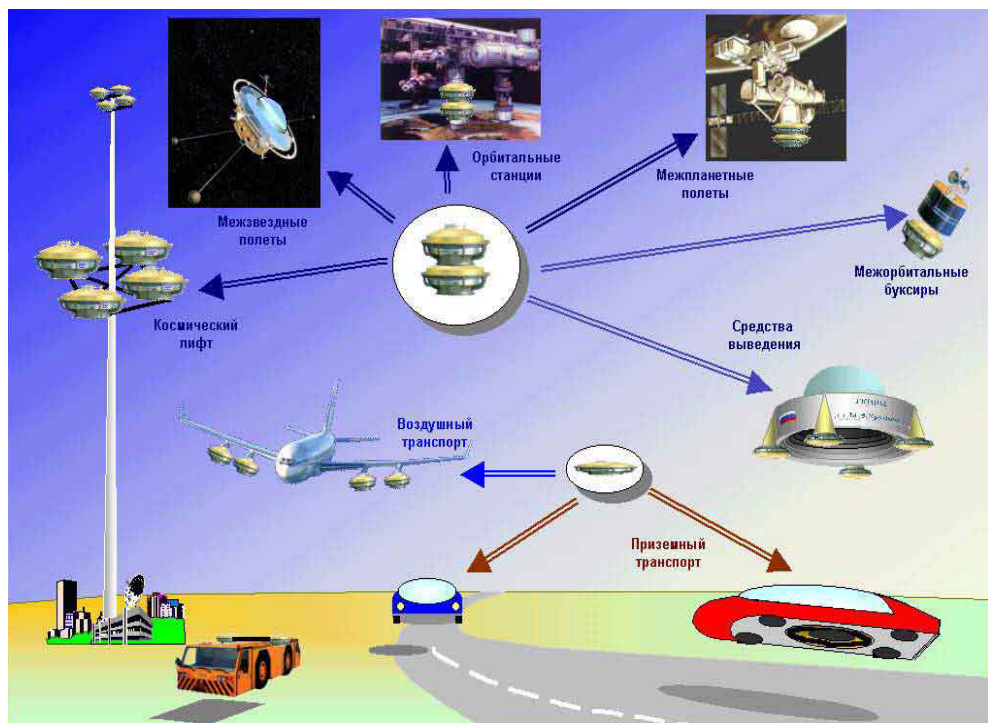 Орбитальные
станции
Межпланетные
полеты
Межзвездные
полеты
Межорбитальные
буксиры
Космический
лифт
Средства
выведения
Воздушный
транспорт
Приземный
транспорт